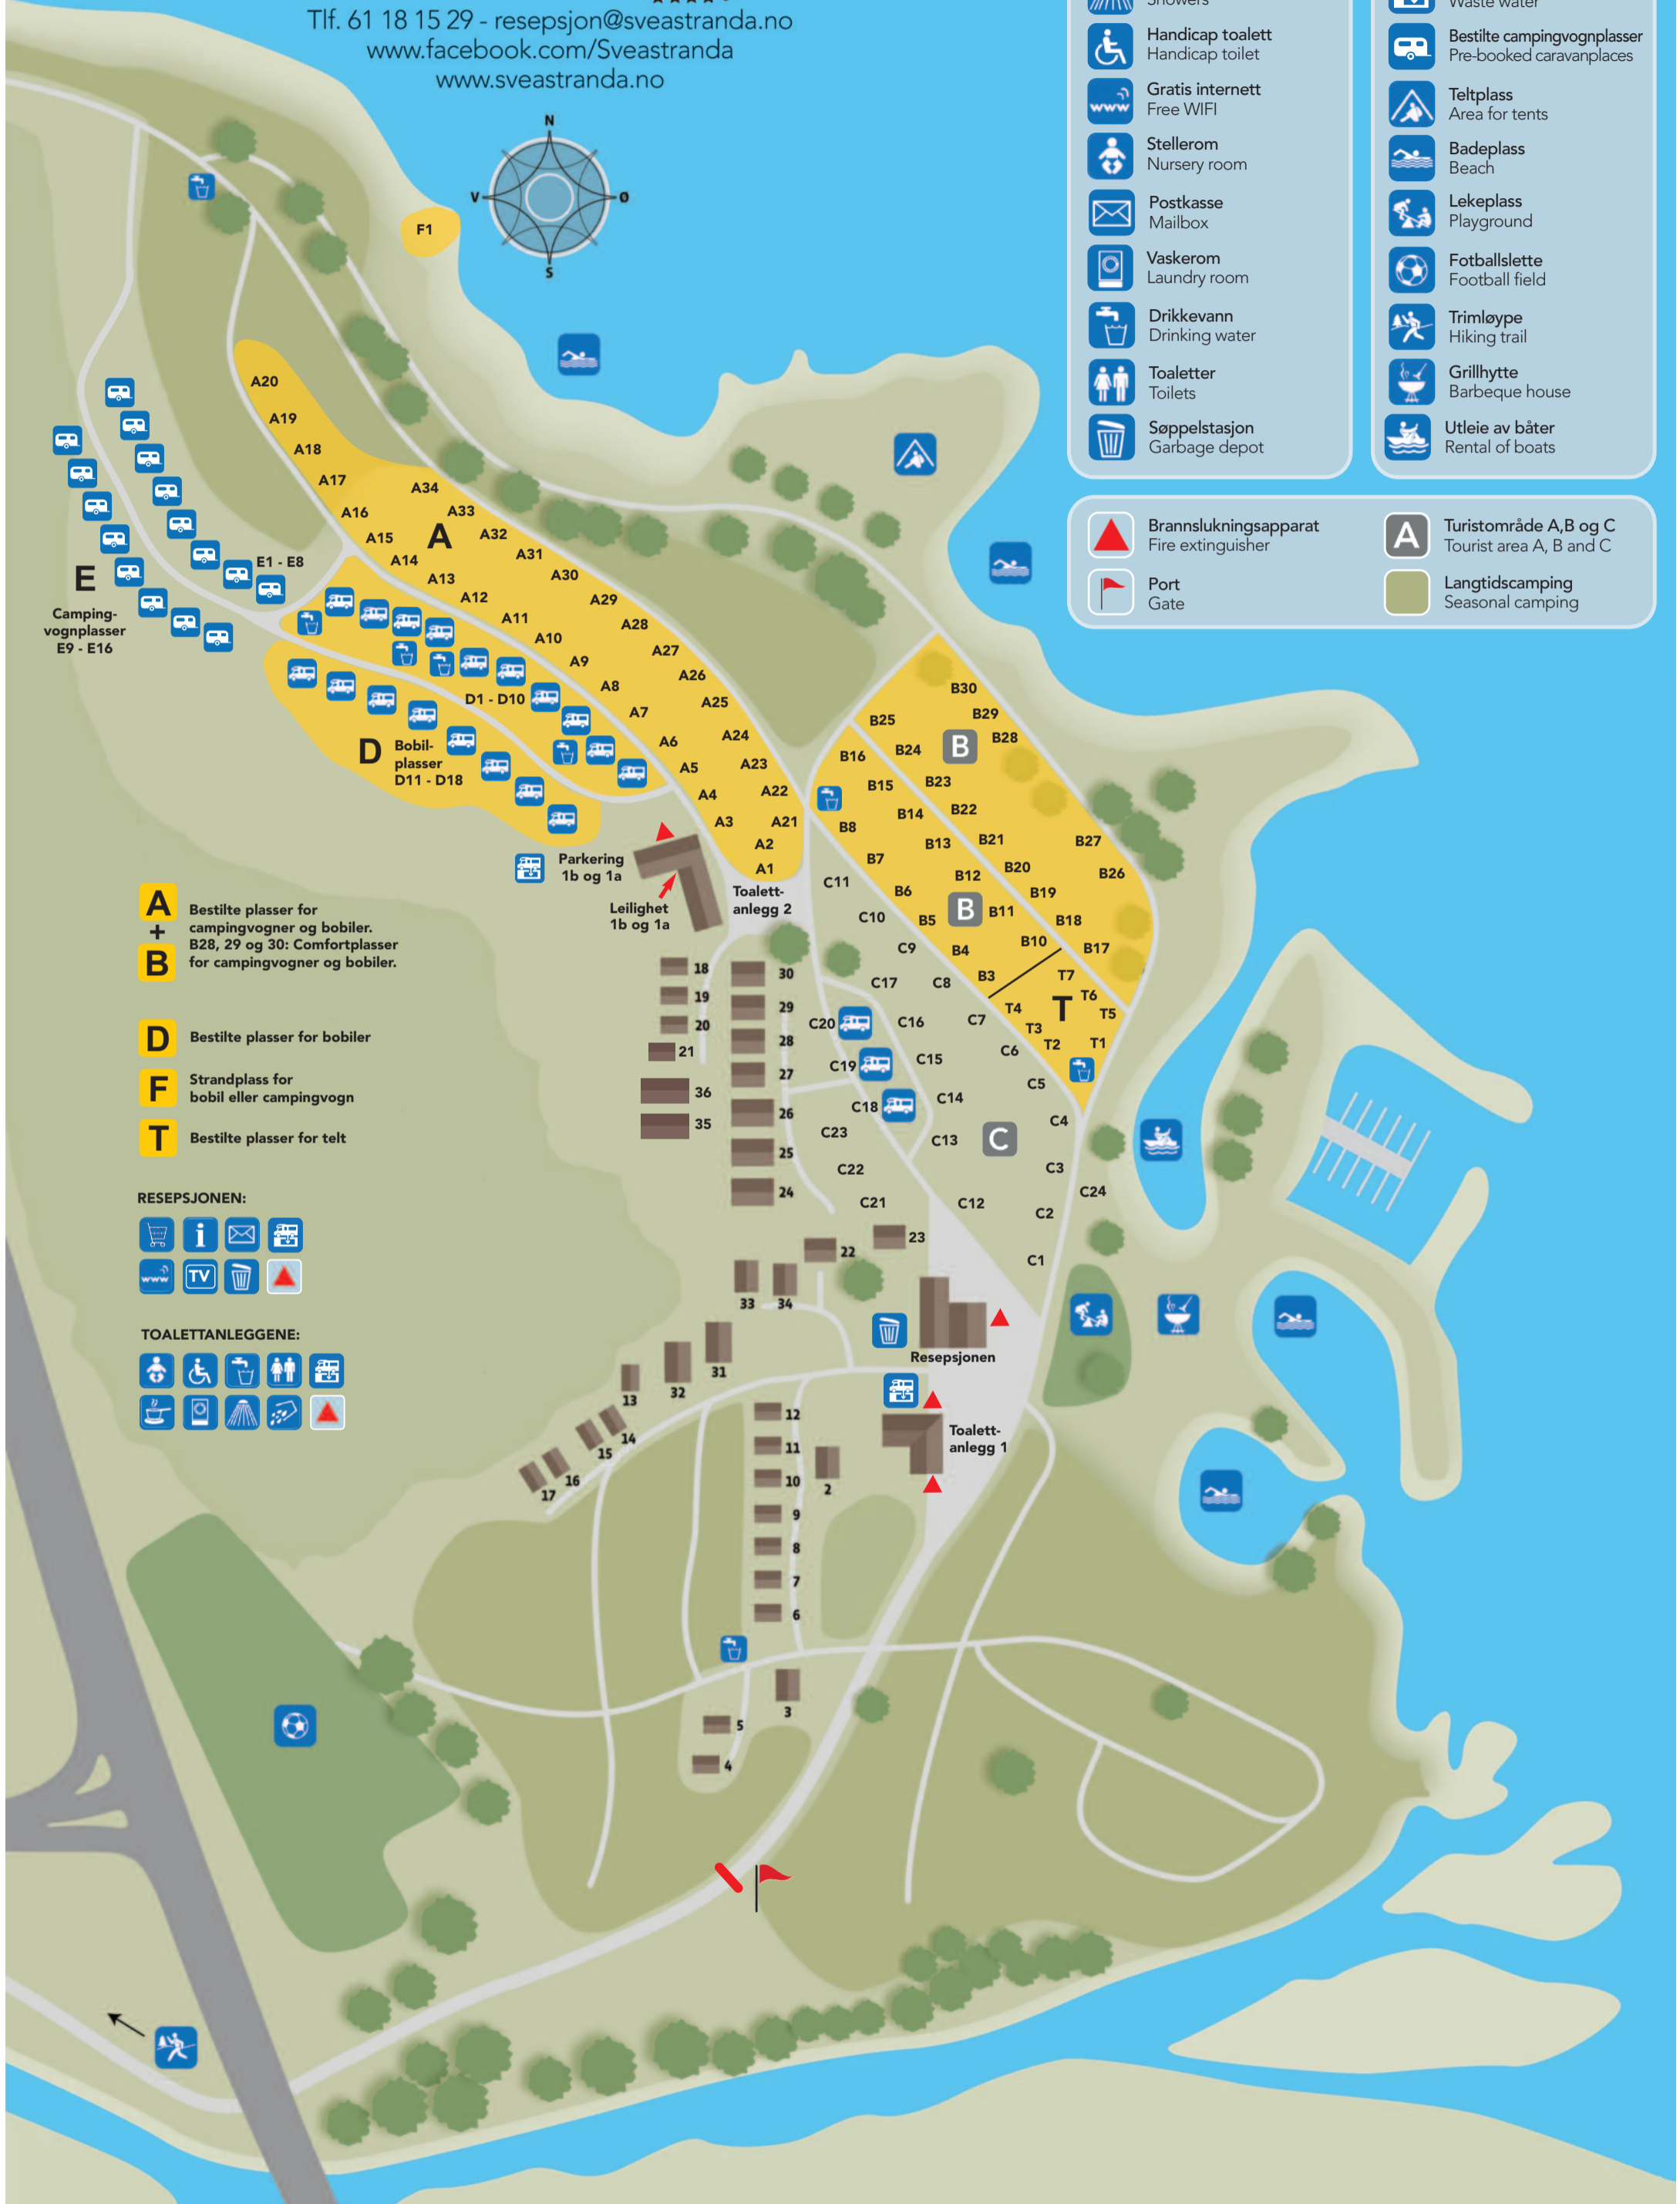 Tlf. 61 18 15 29 - resepsjon@sveastranda.no
www.facebook.com/Sveastranda
www.sveastranda.no
N
V
Ø
S
Showers
Handicap toalett
Handicap toilet
www
Gratis internett
Free WIFI
Stellerom
Nursery room
Postkasse
Mailbox
Vaskerom
Laundry room
Drikkevann
Drinking water
Toaletter
Toilets
Søppelstasjon
Garbage depot
Waste water
Bestilte campingvognplasser
Pre-booked caravanplaces
Teltplass
Area for tents
Badeplass
Beach
Lekeplass
Playground
Fotballslette
Football field
Trimløype
Hiking trail
Grillhytte
Barbeque house
Utleie av båter
Rental of boats
Brannslukningsapparat
Fire extinguisher
Port
Gate
A
Turistområde A,B og C
Tourist area A, B and C
Langtidscamping
Seasonal camping
F1
A20
A19
A18
A17
A16
A15
A14
A13
A12
A11
A10
A9
A8
A7
A6
A5
A4
A3
A2
A1
A34
A33
A
A32
A31
A30
A29
A28
A27
A26
A25
A24
A23
A22
A21
E1 - E8
E
Camping-
vognplasser
E9 - E16
D1 - D10
D
Bobil-
plasser
D11 - D18
Parkering
1b og 1a
Leilighet
1b og 1a
Toalett-
anlegg 2
B30
B29
B28
B25
B24
B
B16
B23
B15
B22
B14
B8
B21
B27
B13
B7
B20
B26
B12
B19
B6
B
B11
B5
B18
B10
B17
B4
B3
T7
T6
T
T4
T5
T3
T2
T1
C11
C10
C9
C17
C8
C20
C16
C7
C6
C19
C15
C5
C18
C14
C4
C23
C13
C
C22
C3
C24
C21
C12
C2
C1
A
+
B
Bestilte plasser for
campingvogner og bobiler.
B28, 29 og 30: Comfortplasser
for campingvogner og bobiler.
D
Bestilte plasser for bobiler
F
Strandplass for
bobil eller campingvogn
T
Bestilte plasser for telt
RESEPSJONEN:
i
www
TV
TOALETTANLEGGENE:
18
30
19
29
20
28
21
27
36
26
35
25
24
23
22
33
34
31
32
13
14
15
16
17
Resepsjonen
Toalett-
anlegg 1
12
11
10
2
9
8
7
6
3
5
4